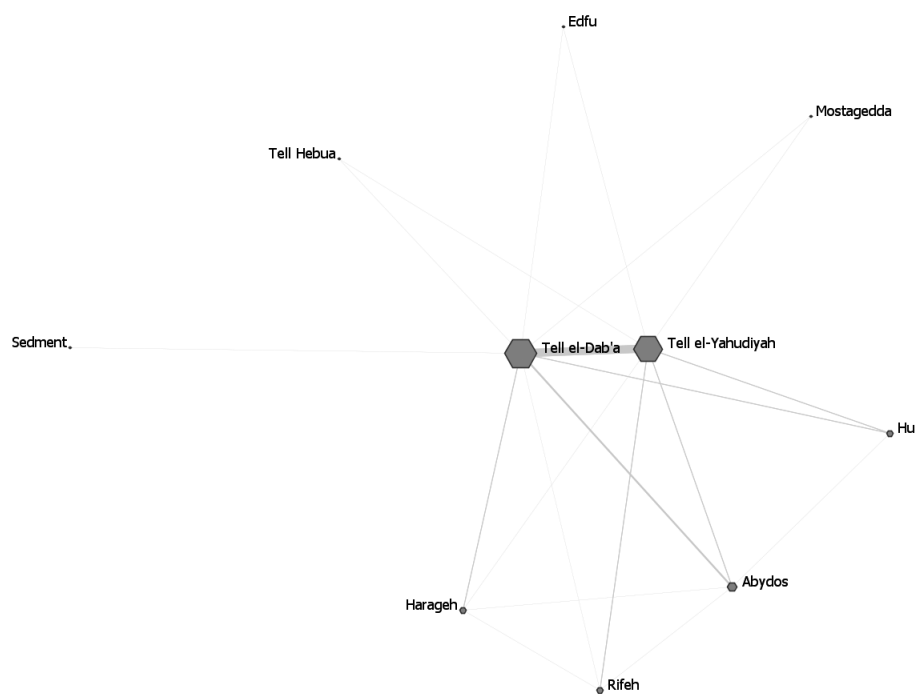 Edfu
Mostagedda
Tell Hebua
Sedment
Tell el-Dab'a
Tell el-Yahudiyah
Hu
Abydos
Harageh
Rifeh